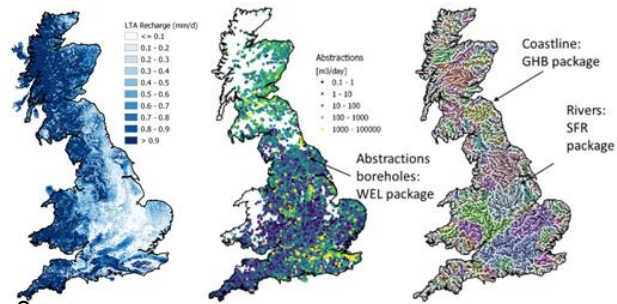 LTA Recharge (mm/d)
<= 0.1
0.1 - 0.2
0.2 - 0.3
0.3 - 0.4
0.4 - 0.5
0.5 - 0.6
0.6 - 0.7
0.7 - 0.8
0.8 - 0.9
> 0.9
Abstractions
[m3/day]
0.1 - 1
1 - 10
10 - 100
100 - 1000
1000 - 100000
Abstractions
boreholes:
WEL package
Coastline:
GHB package
Rivers:
SFR
package